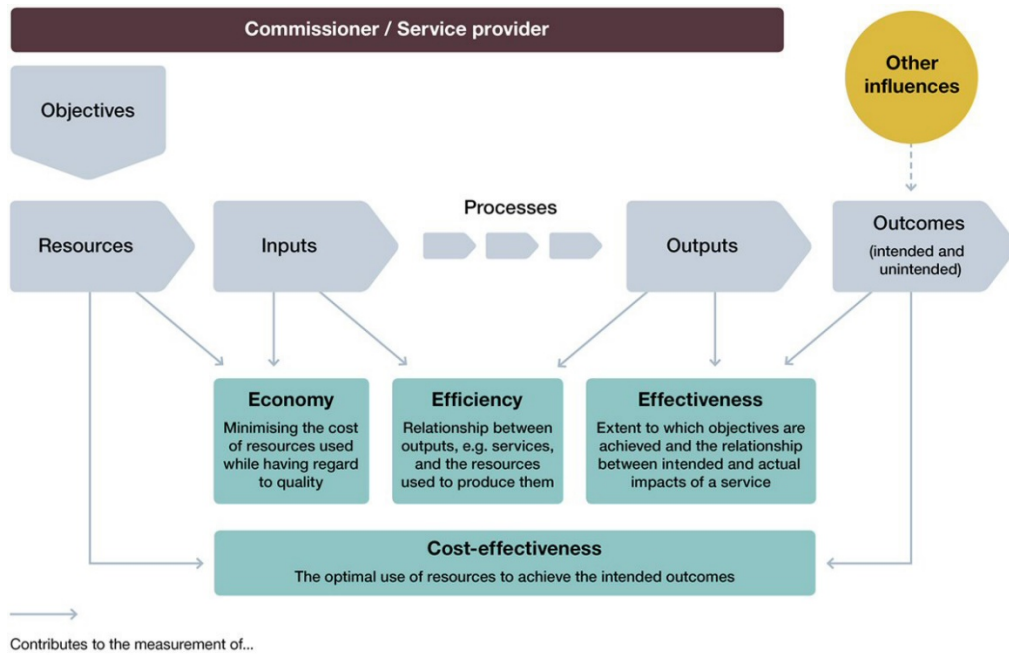 Commissioner / Service provider
Other
influences
Objectives
Processes
Resources
Inputs
Outputs
Outcomes
(intended and
unintended)
Economy
Minimising the cost
of resources used
while having regard
to quality
Efficiency
Relationship between
outputs, e.g. services,
and the resources
used to produce them
Effectiveness
Extent to which objectives are
achieved and the relationship
between intended and actual
impacts of a service
Cost-effectiveness
The optimal use of resources to achieve the intended outcomes
Contributes to the measurement of...